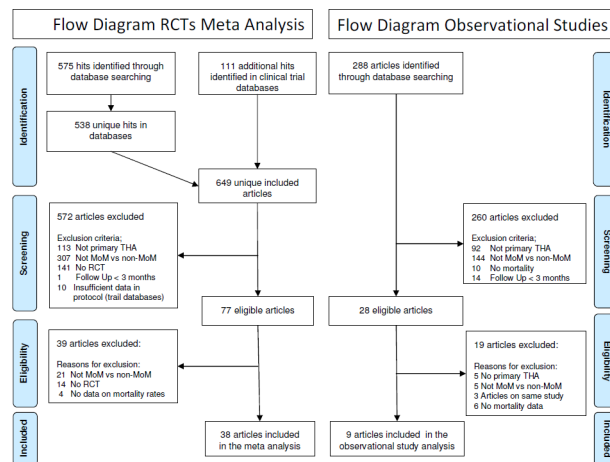 Flow Diagram RCTs Meta Analysis
Identification
575 hits identified through
database searching
111 additional hits
identified in clinical trial
databases
538 unique hits in
databases
649 unique included
articles
Screening
572 articles excluded
Exclusion criteria;
113 Not primary THA
307 Not MoM vs non-MoM
141 No RCT
1 Follow Up < 3 months
10 Insufficient data in
protocol (trail databases)
77 eligible articles
Eligibility
39 articles excluded:
Reasons for exclusion:
21 Not MoM vs non-MoM
14 No RCT
4 No data on mortality rates
Included
38 articles included
in the meta analysis
Flow Diagram Observational Studies
288 articles identified
through database searching
Identification
260 articles excluded
Exclusion criteria;
92 Not primary THA
144 Not MoM vs non-MoM
10 No mortality
14 Follow Up < 3 months
Screening
28 eligible articles
19 articles excluded:
Reasons for exclusion:
5 No primary THA
5 Not MoM vs non-MoM
3 Articles on same study
6 No mortality data
Eligibility
9 articles included in the
observational study analysis
Included